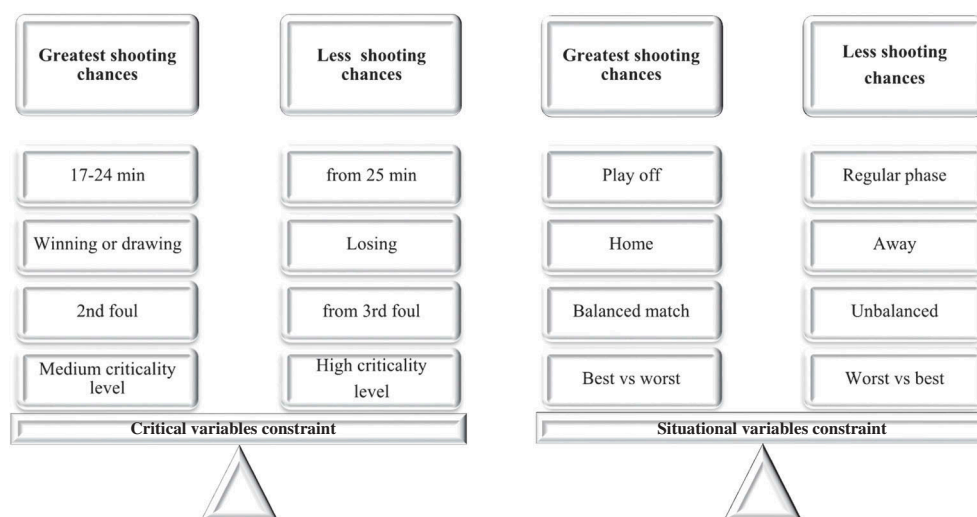 Greatest shooting
chances
Less shooting
chances
17-24 min
from 25 min
Winning or drawing
Losing
2nd foul
from 3rd foul
Medium criticality
level
High criticality
level
Critical variables constraint
Greatest shooting
chances
Less shooting
chances
Play off
Regular phase
Home
Away
Balanced match
Unbalanced
Best vs worst
Worst vs best
Situational variables constraint